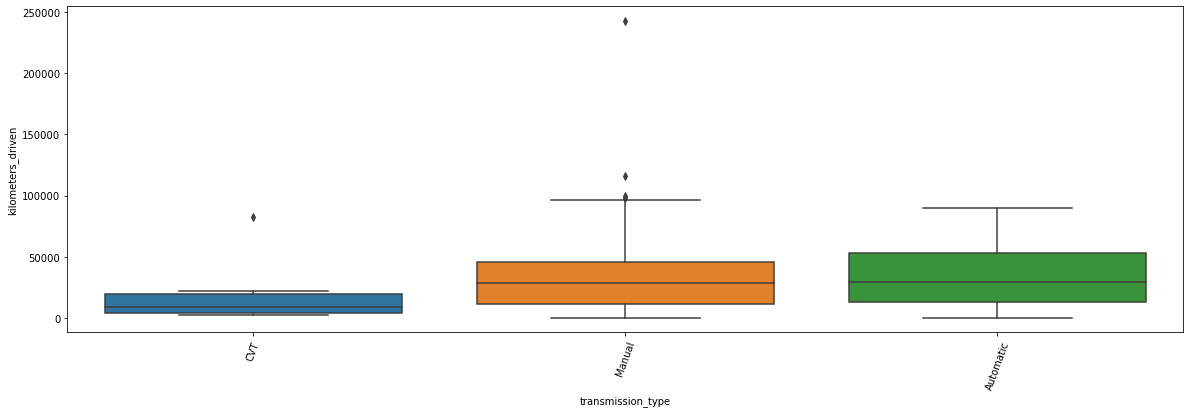 250000
200000
150000
100000
50000
0
kilometers_driven
CVT
Manual
Automatic
transmission_type